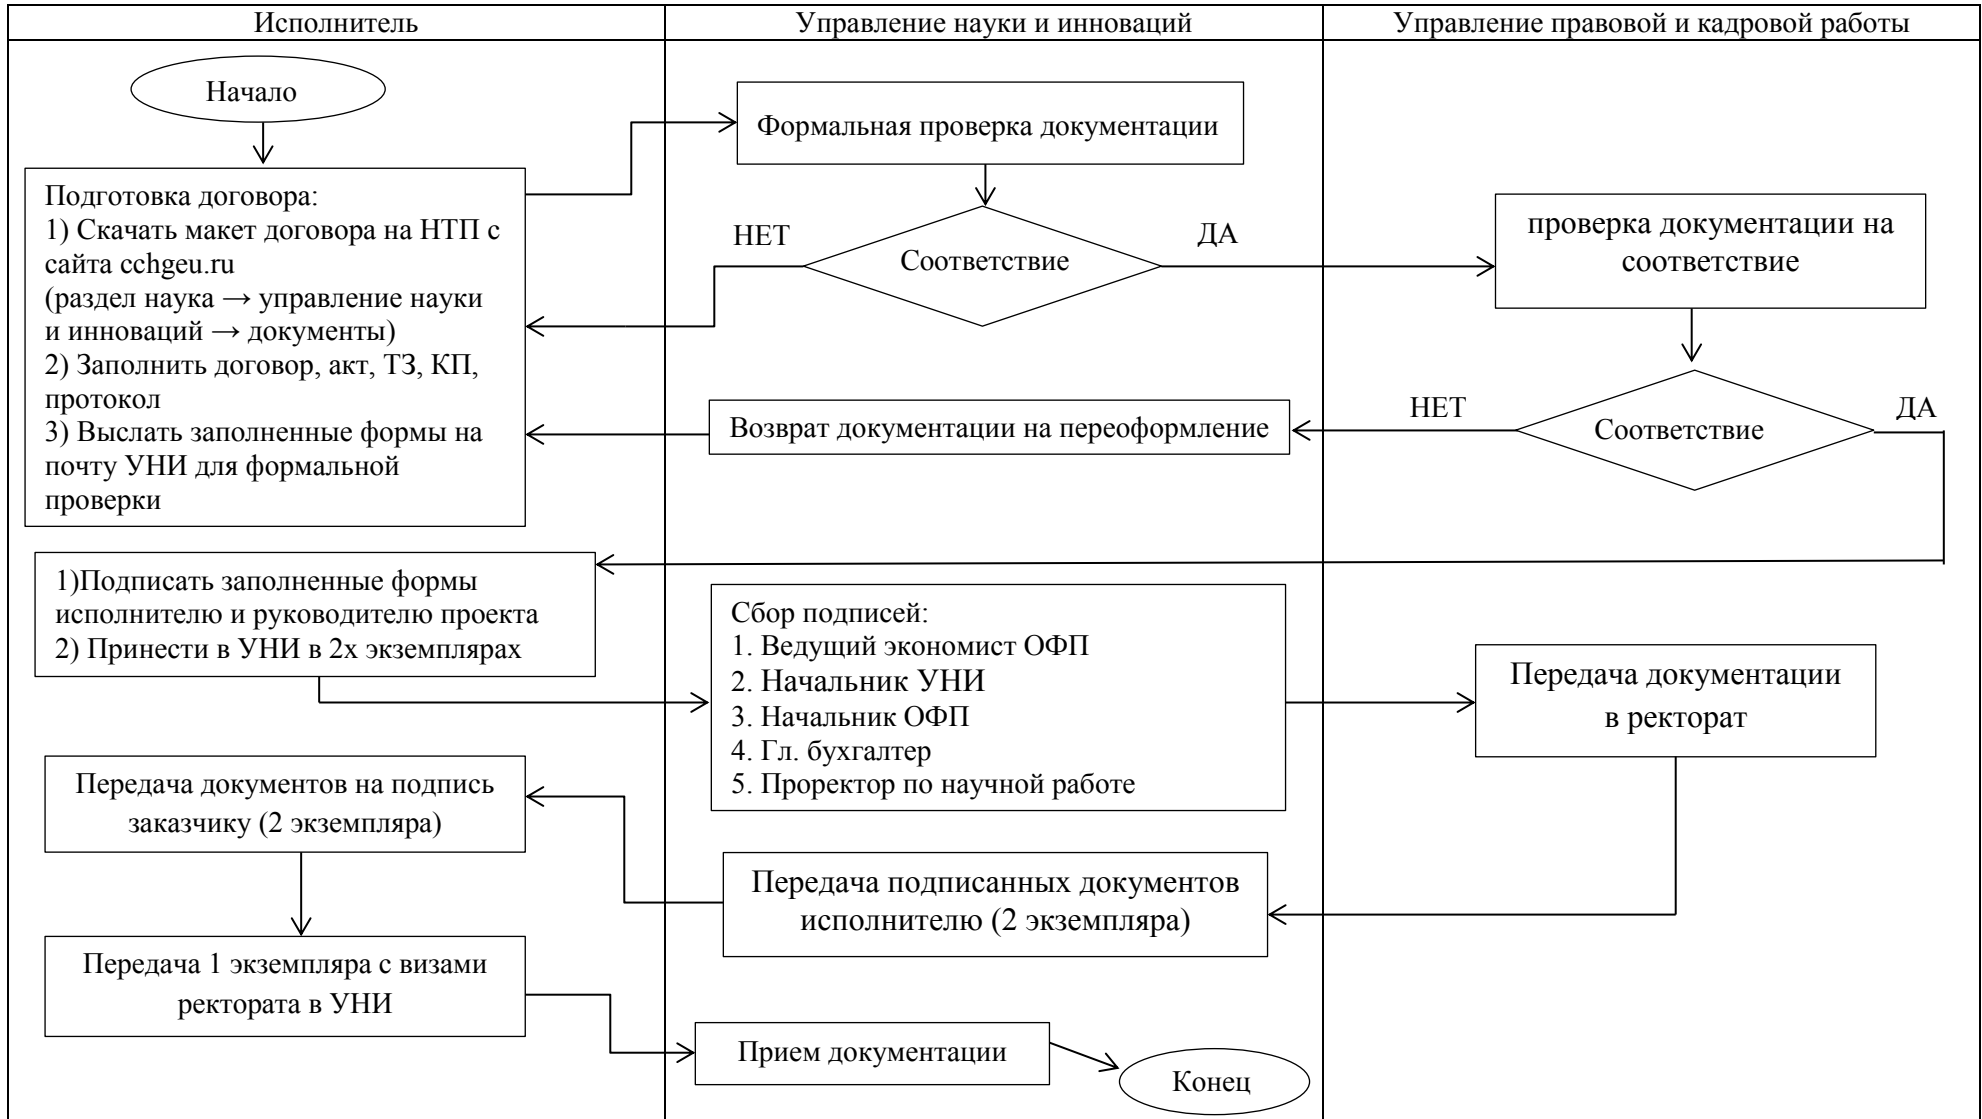 Исполнитель
Управление науки и инноваций
Управление правовой и кадровой работы
Начало
Формальная проверка документации
Подготовка договора:
1) Скачать макет договора на НТП с
сайта cchgeu.ru
(раздел наука → управление науки
и инноваций → документы)
2) Заполнить договор, акт, ТЗ, КП,
протокол
3) Выслать заполненные формы на
почту УНИ для формальной
проверки
НЕТ
Соответствие
ДА
проверка документации на
соответствие
Возврат документации на переоформление
НЕТ
Соответствие
ДА
1)Подписать заполненные формы
исполнителю и руководителю проекта
2) Принести в УНИ в 2х экземплярах
Сбор подписей:
1. Ведущий экономист ОФП
2. Начальник УНИ
3. Начальник ОФП
4. Гл. бухгалтер
5. Проректор по научной работе
Передача документации
в ректорат
Передача документов на подпись
заказчику (2 экземпляра)
Передача подписанных документов
исполнителю (2 экземпляра)
Передача 1 экземпляра с визами
ректората в УНИ
Прием документации
Конец